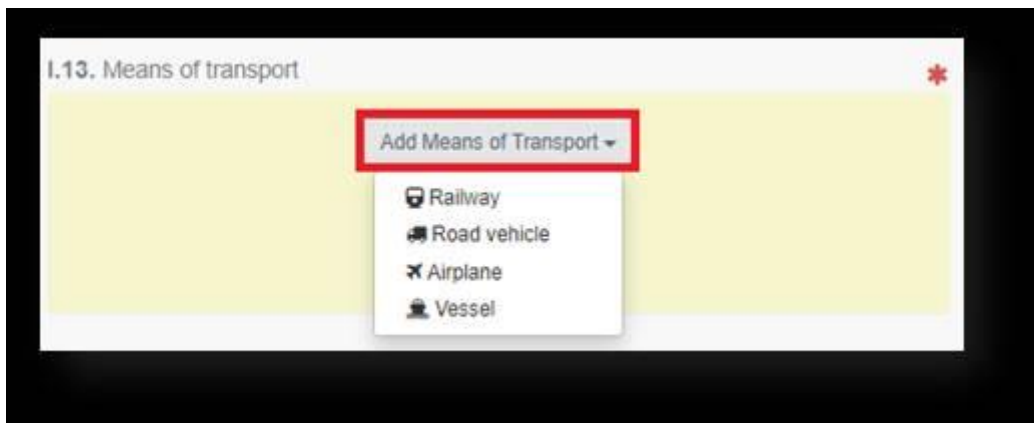 I.13. Means of transport *
Add Means of Transport
Railway
Road vehicle
Airplane
Vessel